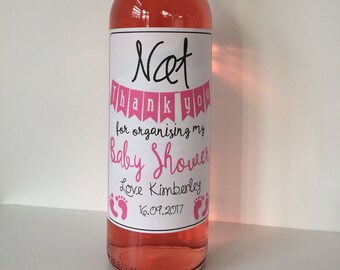 Nat
Thank you
for organising my
Baby Shower
Love Kimberley
16.09.2017